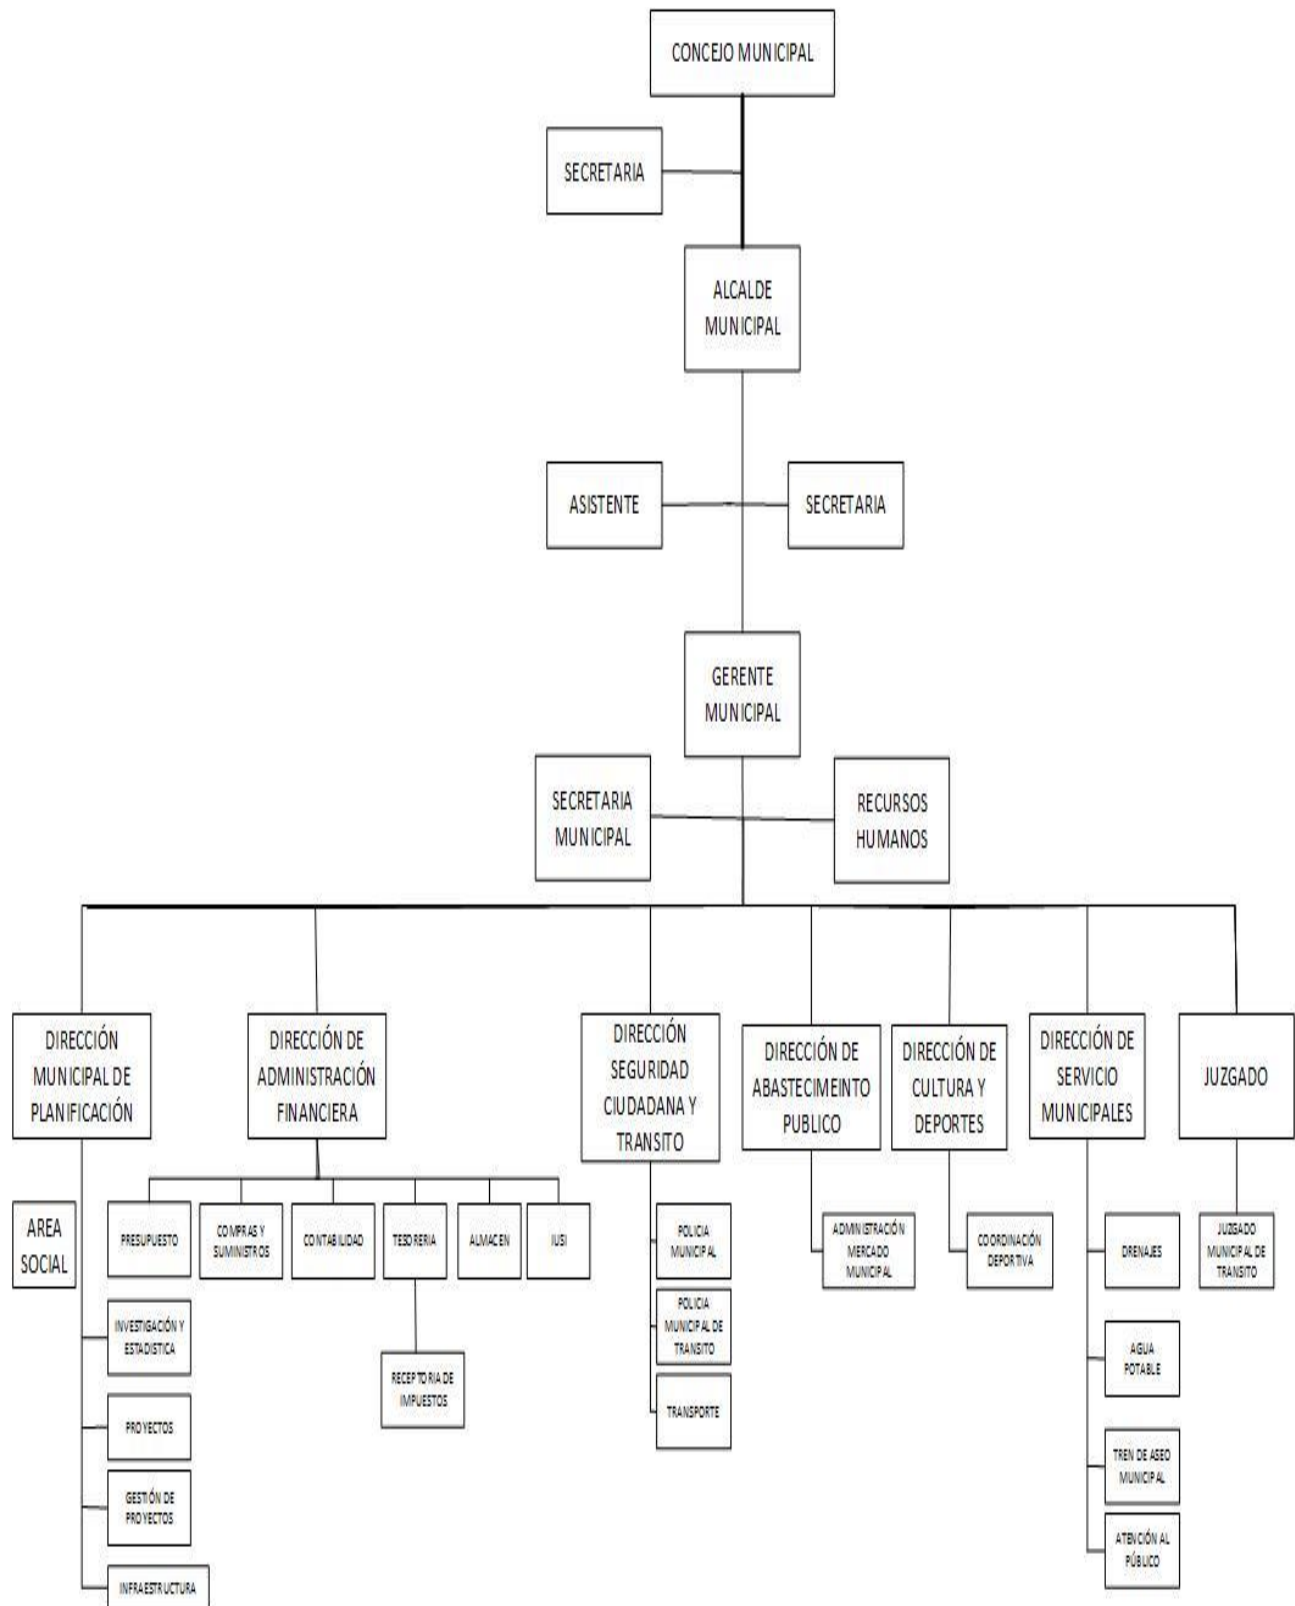 CONCEJO MUNICIPAL
SECRETARIA
ALCALDE
MUNICIPAL
ASISTENTE
SECRETARIA
GERENTE
MUNICIPAL
SECRETARIA
MUNICIPAL
RECURSOS
HUMANOS
DIRECCIÓN
MUNICIPAL DE
PLANIFICACIÓN
DIRECCIÓN DE
ADMINISTRACIÓN
FINANCIERA
DIRECCIÓN
SEGURIDAD
CIUDADANA Y
TRANSITO
DIRECCIÓN DE
ABASTECIMEINTO
PUBLICO
DIRECCIÓN DE
CULTURA Y
DEPORTES
DIRECCIÓN DE
SERVICIO
MUNICIPALES
JUZGADO
AREA
SOCIAL
PRESUPUESTO
COMPRAS Y
SUMINISTROS
CONTABILIDAD
TESORERIA
ALMACEN
IUSI
POLICIA
MUNICIPAL
ADMINISTRACIÓN
MERCADO
MUNICIPAL
COORDINACIÓN
DEPORTIVA
DRENAJES
JUZGADO
MUNICIPAL DE
TRANSITO
INVESTIGACIÓN Y
ESTADISTICA
RECEPTORIA DE
IMPUESTOS
POLICIA
MUNICIPAL DE
TRANSITO
AGUA
POTABLE
PROYECTOS
TRANSPORTE
TREN DE ASEO
MUNICIPAL
GESTIÓN DE
PROYECTOS
ATENCIÓN AL
PÚBLICO
INFRAESTRUCTURA